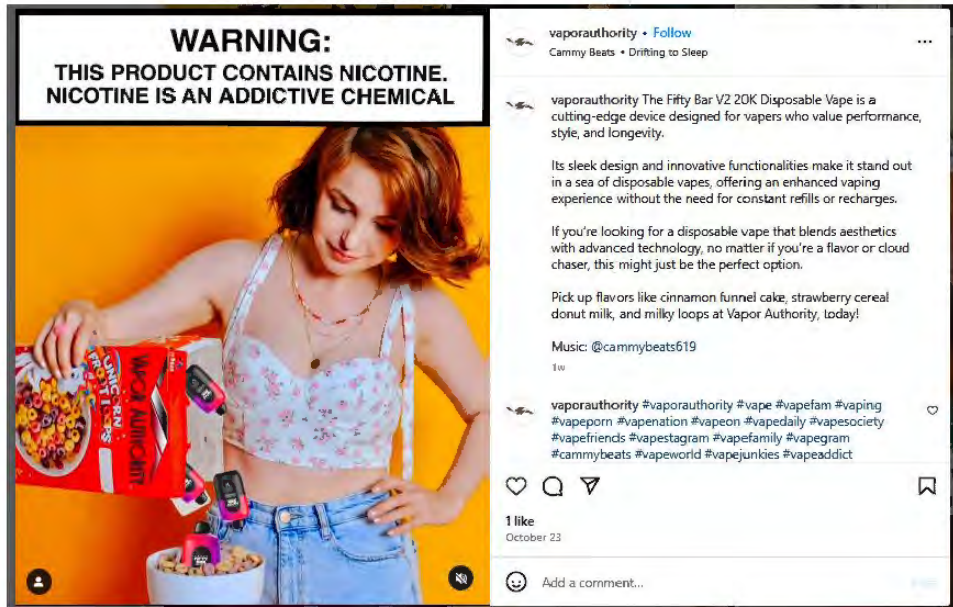 WARNING:
THIS PRODUCT CONTAINS NICOTINE.
NICOTINE IS AN ADDICTIVE CHEMICAL
UNICORN
FROOT LOOPS
VAPOR AUTHORITY
vaporauthority • Follow
Cammy Beats • Drifting to Sleep
vaporauthority The Fifty Bar V2 20K Disposable Vape is a
cutting-edge device designed for vapers who value performance,
style, and longevity.
Its sleek design and innovative functionalities make it stand out
in a sea of disposable vapes, offering an enhanced vaping
experience without the need for constant refills or recharges.
If you're looking for a disposable vape that blends aesthetics
with advanced technology, no matter if you're a flavor or cloud
chaser, this might just be the perfect option.
Pick up flavors like cinnamon funnel cake, strawberry cereal
donut milk, and milky loops at Vapor Authority, today!
Music: @cammybeats619
1w
vaporauthority #vaporauthority #vape #vapefam #vaping
#vapeporn #vapenation #vapeon #vapedaily #vapesociety
#vapefriends #vapestagram #vapefamily #vapegram
#cammybeats #vapeworld #vapejunkies #vapeaddict
1 like
October 23
Add a comment...